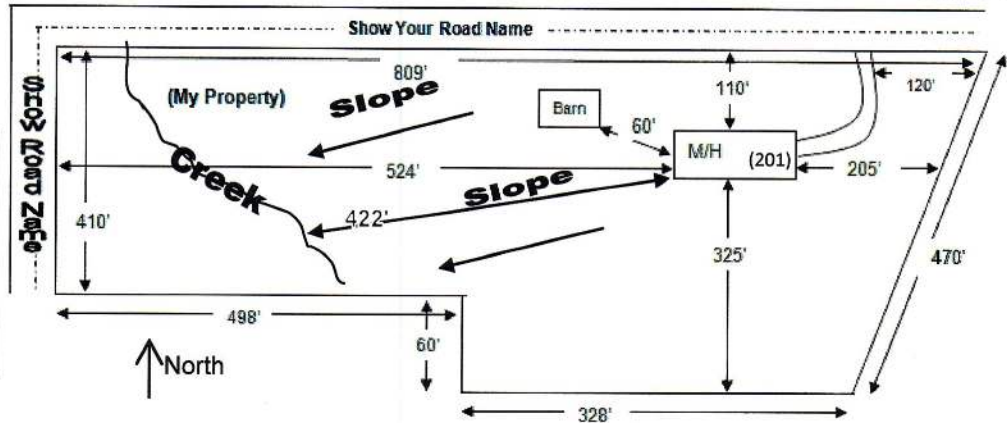 Show Your Road Name
Show Road Name
809'
(My Property)
Slope
Barn
110'
120'
60'
M/H
(201)
Creek
524'
205'
Slope
410'
422'
325'
470'
498'
60'
North
328'